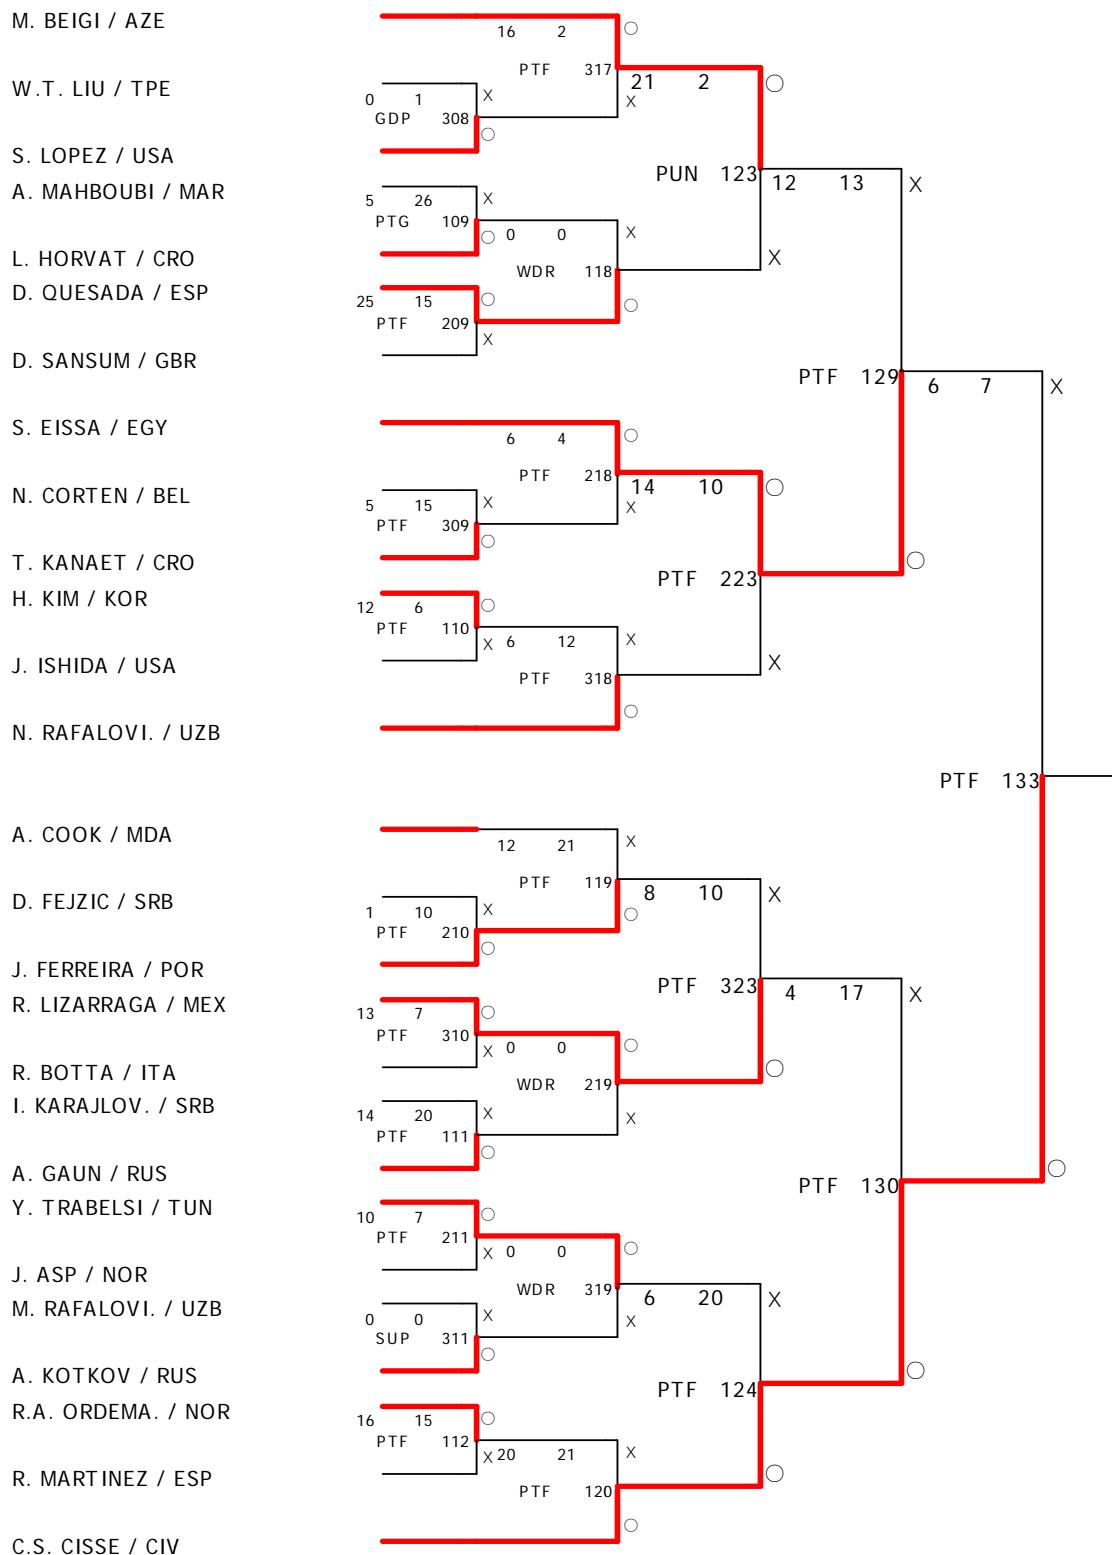 M. BEIGI / AZE
16 2 ○
PTF 317
21 2 ○
W.T. LIU / TPE
0 1 X X
GDP 308
○
S. LOPEZ / USA
PUN 123
12 13 X
A. MAHBOUBI / MAR
5 26 X
PTG 109
○ 0 0 X
L. HORVAT / CRO
X
WDR 118
D. QUESADA / ESP
25 15 ○ ○
PTF 209
X
D. SANSUM / GBR
PTF 129
6 7 X
S. EISSA / EGY
6 4 ○
PTF 218
14 10 ○
N. CORTEN / BEL
5 15 X X
PTF 309
○
T. KANAET / CRO
○
PTF 223
H. KIM / KOR
12 6 ○
PTF 110
X 6 12 X
J. ISHIDA / USA
X
PTF 318
○
N. RAFALOVI. / UZB
PTF 133
A. COOK / MDA
12 21 X
PTF 119
8 10 X
D. FEJZIC / SRB
1 10 X ○
PTF 210
○
J. FERREIRA / POR
PTF 323
4 17 X
R. LIZARRAGA / MEX
13 7 ○
PTF 310
X 0 0 ○
R. BOTTA / ITA
○
WDR 219
I. KARAJLOV. / SRB
14 20 X X
PTF 111
○
A. GAUN / RUS
○
PTF 130
Y. TRABELSI / TUN
10 7 ○
PTF 211
X 0 0 ○
J. ASP / NOR
WDR 319
6 20 X
M. RAFALOVI. / UZB
0 0 X X
SUP 311
○
A. KOTKOV / RUS
○
PTF 124
R.A. ORDEMA. / NOR
16 15 ○
PTF 112
X 20 21 X
R. MARTINEZ / ESP
○
PTF 120
○
C.S. CISSE / CIV